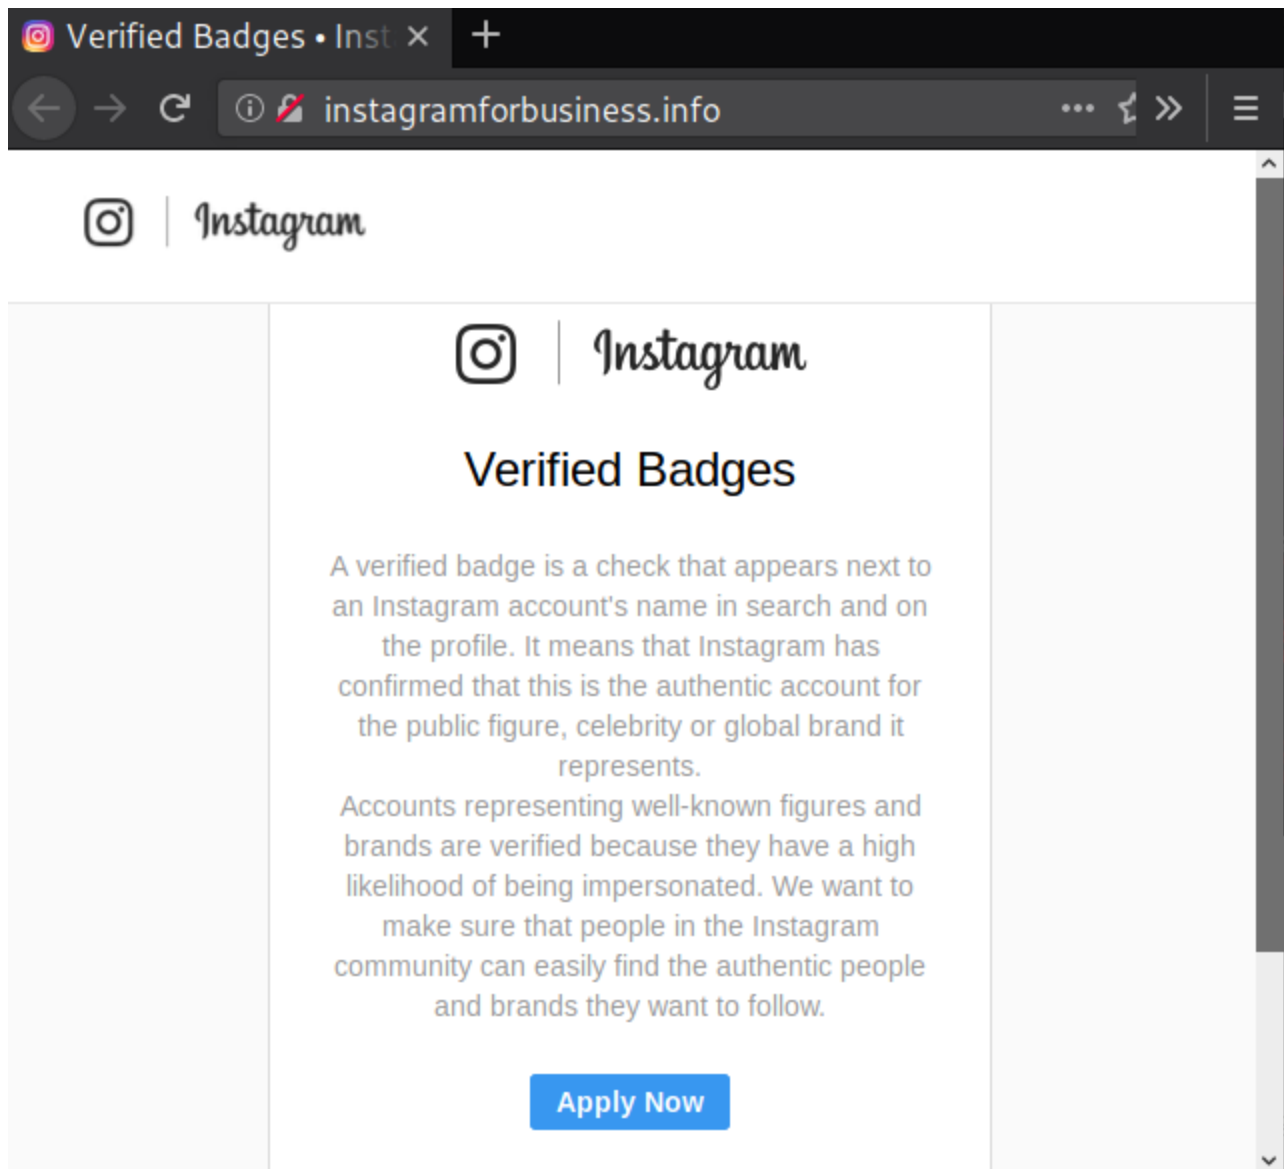 Verified Badges • Inst
instagramforbusiness.info
Instagram
Instagram
Verified Badges
A verified badge is a check that appears next to
an Instagram account's name in search and on
the profile. It means that Instagram has
confirmed that this is the authentic account for
the public figure, celebrity or global brand it
represents.
Accounts representing well-known figures and
brands are verified because they have a high
likelihood of being impersonated. We want to
make sure that people in the Instagram
community can easily find the authentic people
and brands they want to follow.
Apply Now